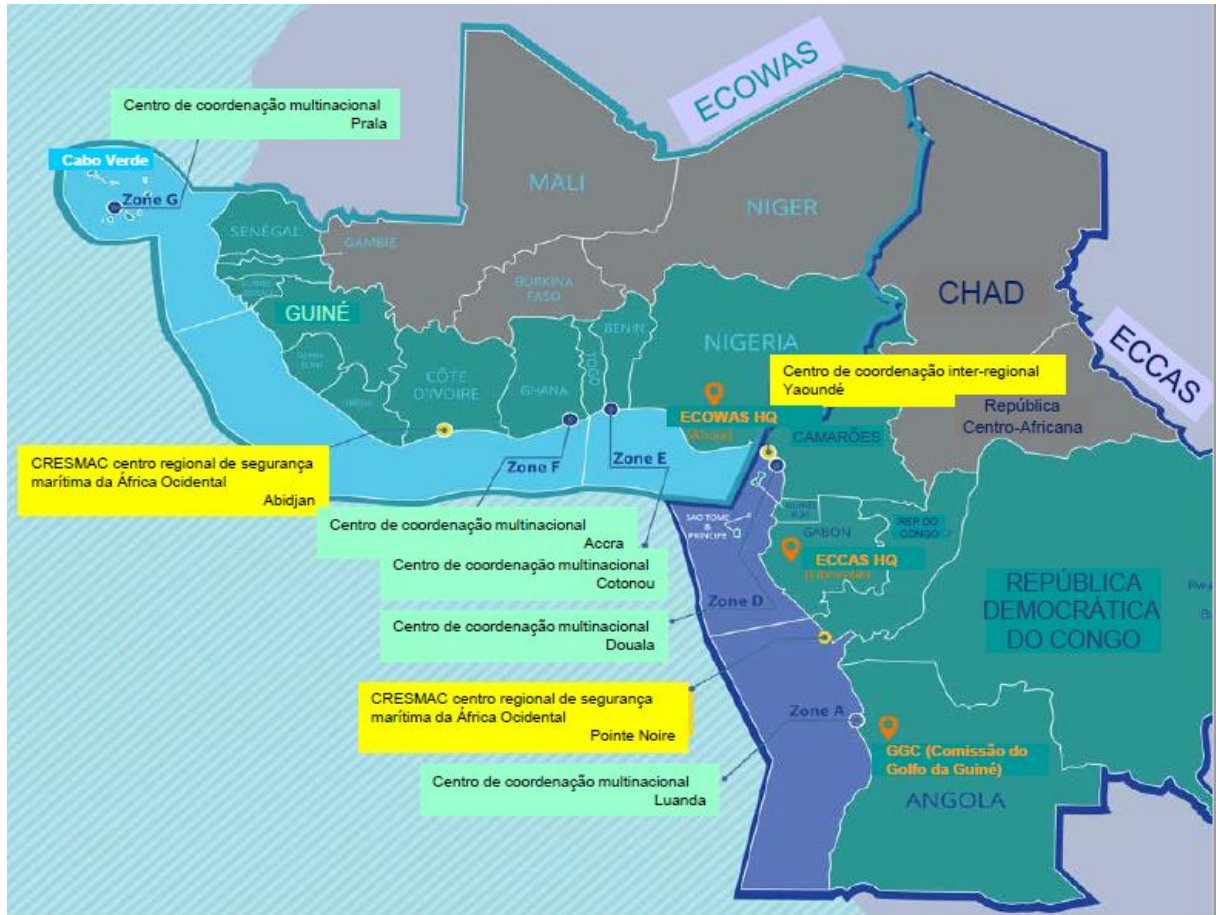 ECOWAS
Centro de coordenação multinacional
Prala
Cabo Verde
Zone G
MALI
NIGER
SENÉGAL
GAMBIE
CHAD
BURKINA
FASO
GUINÉ
BENIN
NIGERIA
ECCAS
CÔTE
D'IVOIRE
GHANA
TOGO
Centro de coordenação inter-regional
Yaoundé
ECOWAS HQ
(Abuja)
República
Centro-Africana
CAMARÕES
CRESMAC centro regional de segurança
marítima da África Ocidental
Abidjan
Zone F
Zone E
Centro de coordenação multinacional
Accra
SAO TOME
&
PRINCIPE
GABON
REP DO
CONGO
ECCAS HQ
(Libreville)
Centro de coordenação multinacional
Cotonou
Zone D
REPÚBLICA
DEMOCRÁTICA
DO CONGO
Centro de coordenação multinacional
Douala
CRESMAC centro regional de segurança
marítima da África Ocidental
Pointe Noire
Zone A
GGC (Comissão do
Golfo da Guiné)
Centro de coordenação multinacional
Luanda
ANGOLA